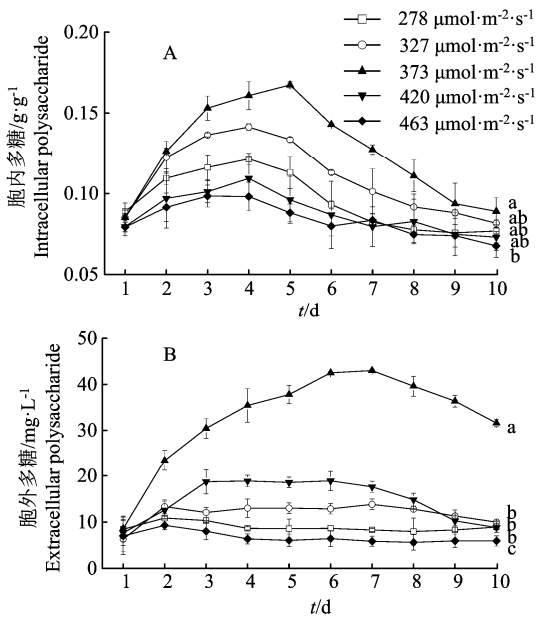 A
278 μmol·m-2·s-1
327 μmol·m-2·s-1
373 μmol·m-2·s-1
420 μmol·m-2·s-1
463 μmol·m-2·s-1
胞内多糖/g·g-1
Intracellular polysaccharide
0.20
0.15
0.10
0.05
a
ab
ab
ab
b
1 2 3 4 5 6 7 8 9 10
t/d
B
胞外多糖/mg·L-1
Extracellular polysaccharide
50
40
30
20
10
0
a
b
b
b
c
1 2 3 4 5 6 7 8 9 10
t/d